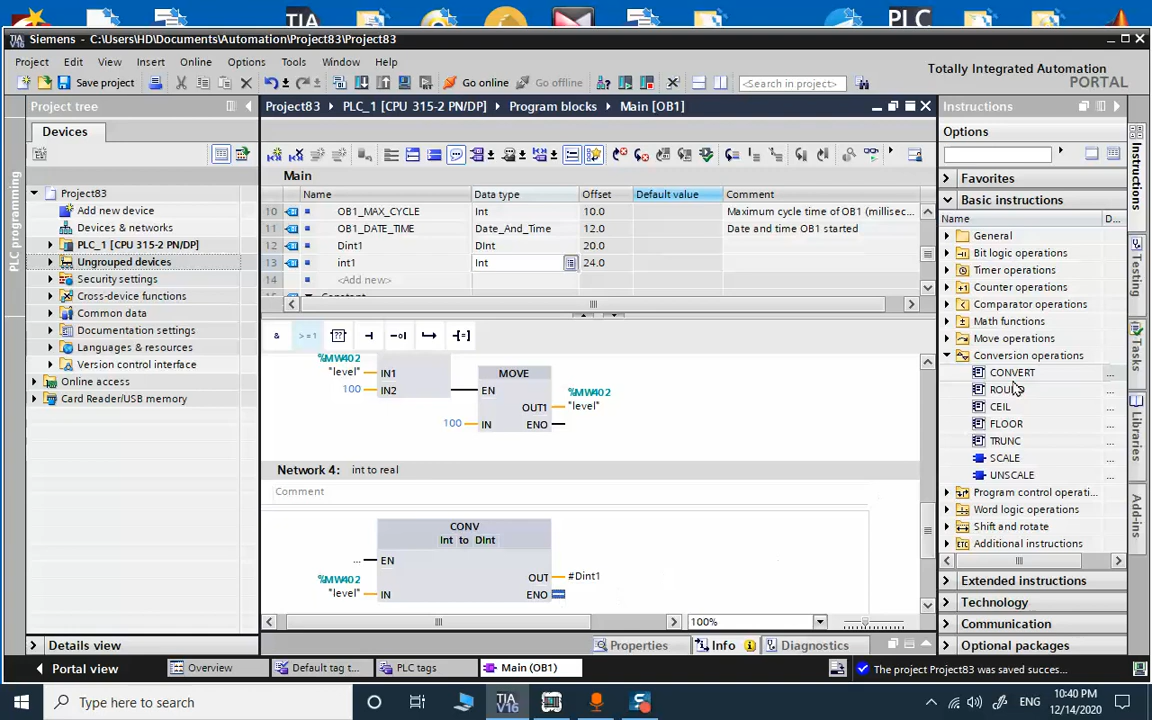 TIA
PLC
Siemens - C:\Users\HD\Documents\Automation\Project83\Project83
Project Edit View Insert Online Options Tools Window Help
Save project Go online Go offline <Search in project>
Totally Integrated Automation
PORTAL
Project tree
Devices
Project83
Add new device
Devices & networks
PLC_1 [CPU 315-2 PN/DP]
Ungrouped devices
Security settings
Cross-device functions
Common data
Documentation settings
Languages & resources
Version control interface
Online access
Card Reader/USB memory
Details view
PLC programming
Project83 PLC_1 [CPU 315-2 PN/DP] Program blocks Main [OB1]
Main
Name Data type Offset Default value Comment
10 OB1_MAX_CYCLE Int 10.0 Maximum cycle time of OB1 (millisec...
11 OB1_DATE_TIME Date_And_Time 12.0 Date and time OB1 started
12 Dint1 DInt 20.0
13 int1 Int 24.0
14 <Add new>
& >=1 ??
%MW402
"level" IN1
100 IN2
MOVE
EN
OUT1
%MW402
"level"
100 IN ENO
Network 4: int to real
Comment
CONV
Int to DInt
... EN
OUT #Dint1
%MW402
"level" IN ENO
100%
Properties Info Diagnostics
Instructions
Options
Favorites
Basic instructions
Name D...
General
Bit logic operations
Timer operations
Counter operations
Comparator operations
Math functions
Move operations
Conversion operations
CONVERT ...
ROUND ...
CEIL ...
FLOOR ...
TRUNC ...
SCALE ...
UNSCALE ...
Program control operati...
Word logic operations
Shift and rotate
Additional instructions
Extended instructions
Technology
Communication
Optional packages
Instructions
Testing
Tasks
Libraries
Add-ins
Portal view Overview Default tag t... PLC tags Main (OB1) The project Project83 was saved succes...
Type here to search
TIA
V16
ENG
10:40 PM
12/14/2020